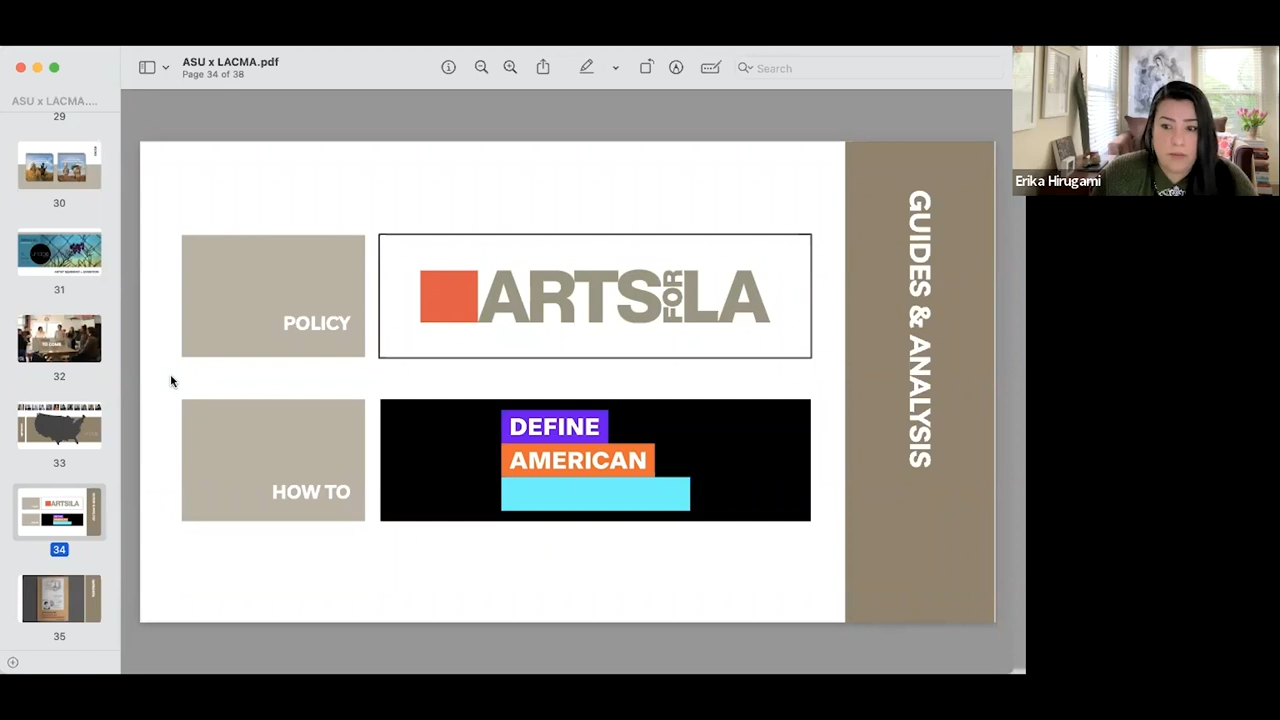 ASU x LACMA.pdf
Page 34 of 38
Search
ASU x LACMA....
29
30
31
32
33
34
35
POLICY
ARTS FOR LA
HOW TO
DEFINE
AMERICAN
GUIDES & ANALYSIS
Erika Hirugami